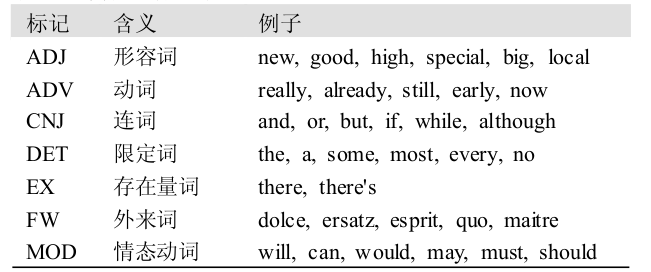 标记 含义 例子
ADJ 形容词 new, good, high, special, big, local
ADV 动词 really, already, still, early, now
CNJ 连词 and, or, but, if, while, although
DET 限定词 the, a, some, most, every, no
EX 存在量词 there, there's
FW 外来词 dolce, ersatz, esprit, quo, maitre
MOD 情态动词 will, can, would, may, must, should